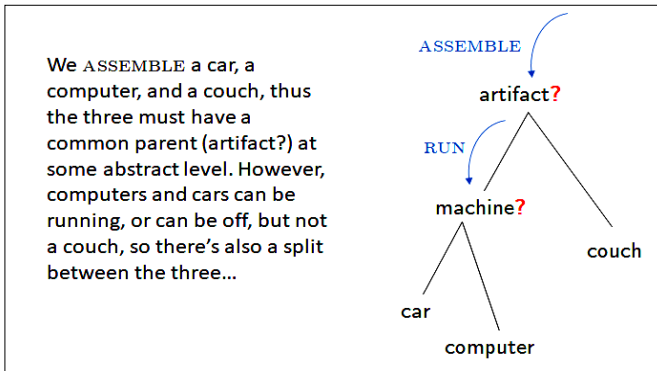 We ASSEMBLE a car, a
computer, and a couch, thus
the three must have a
common parent (artifact?) at
some abstract level. However,
computers and cars can be
running, or can be off, but not
a couch, so there's also a split
between the three...
ASSEMBLE
artifact?
RUN
machine?
couch
car
computer